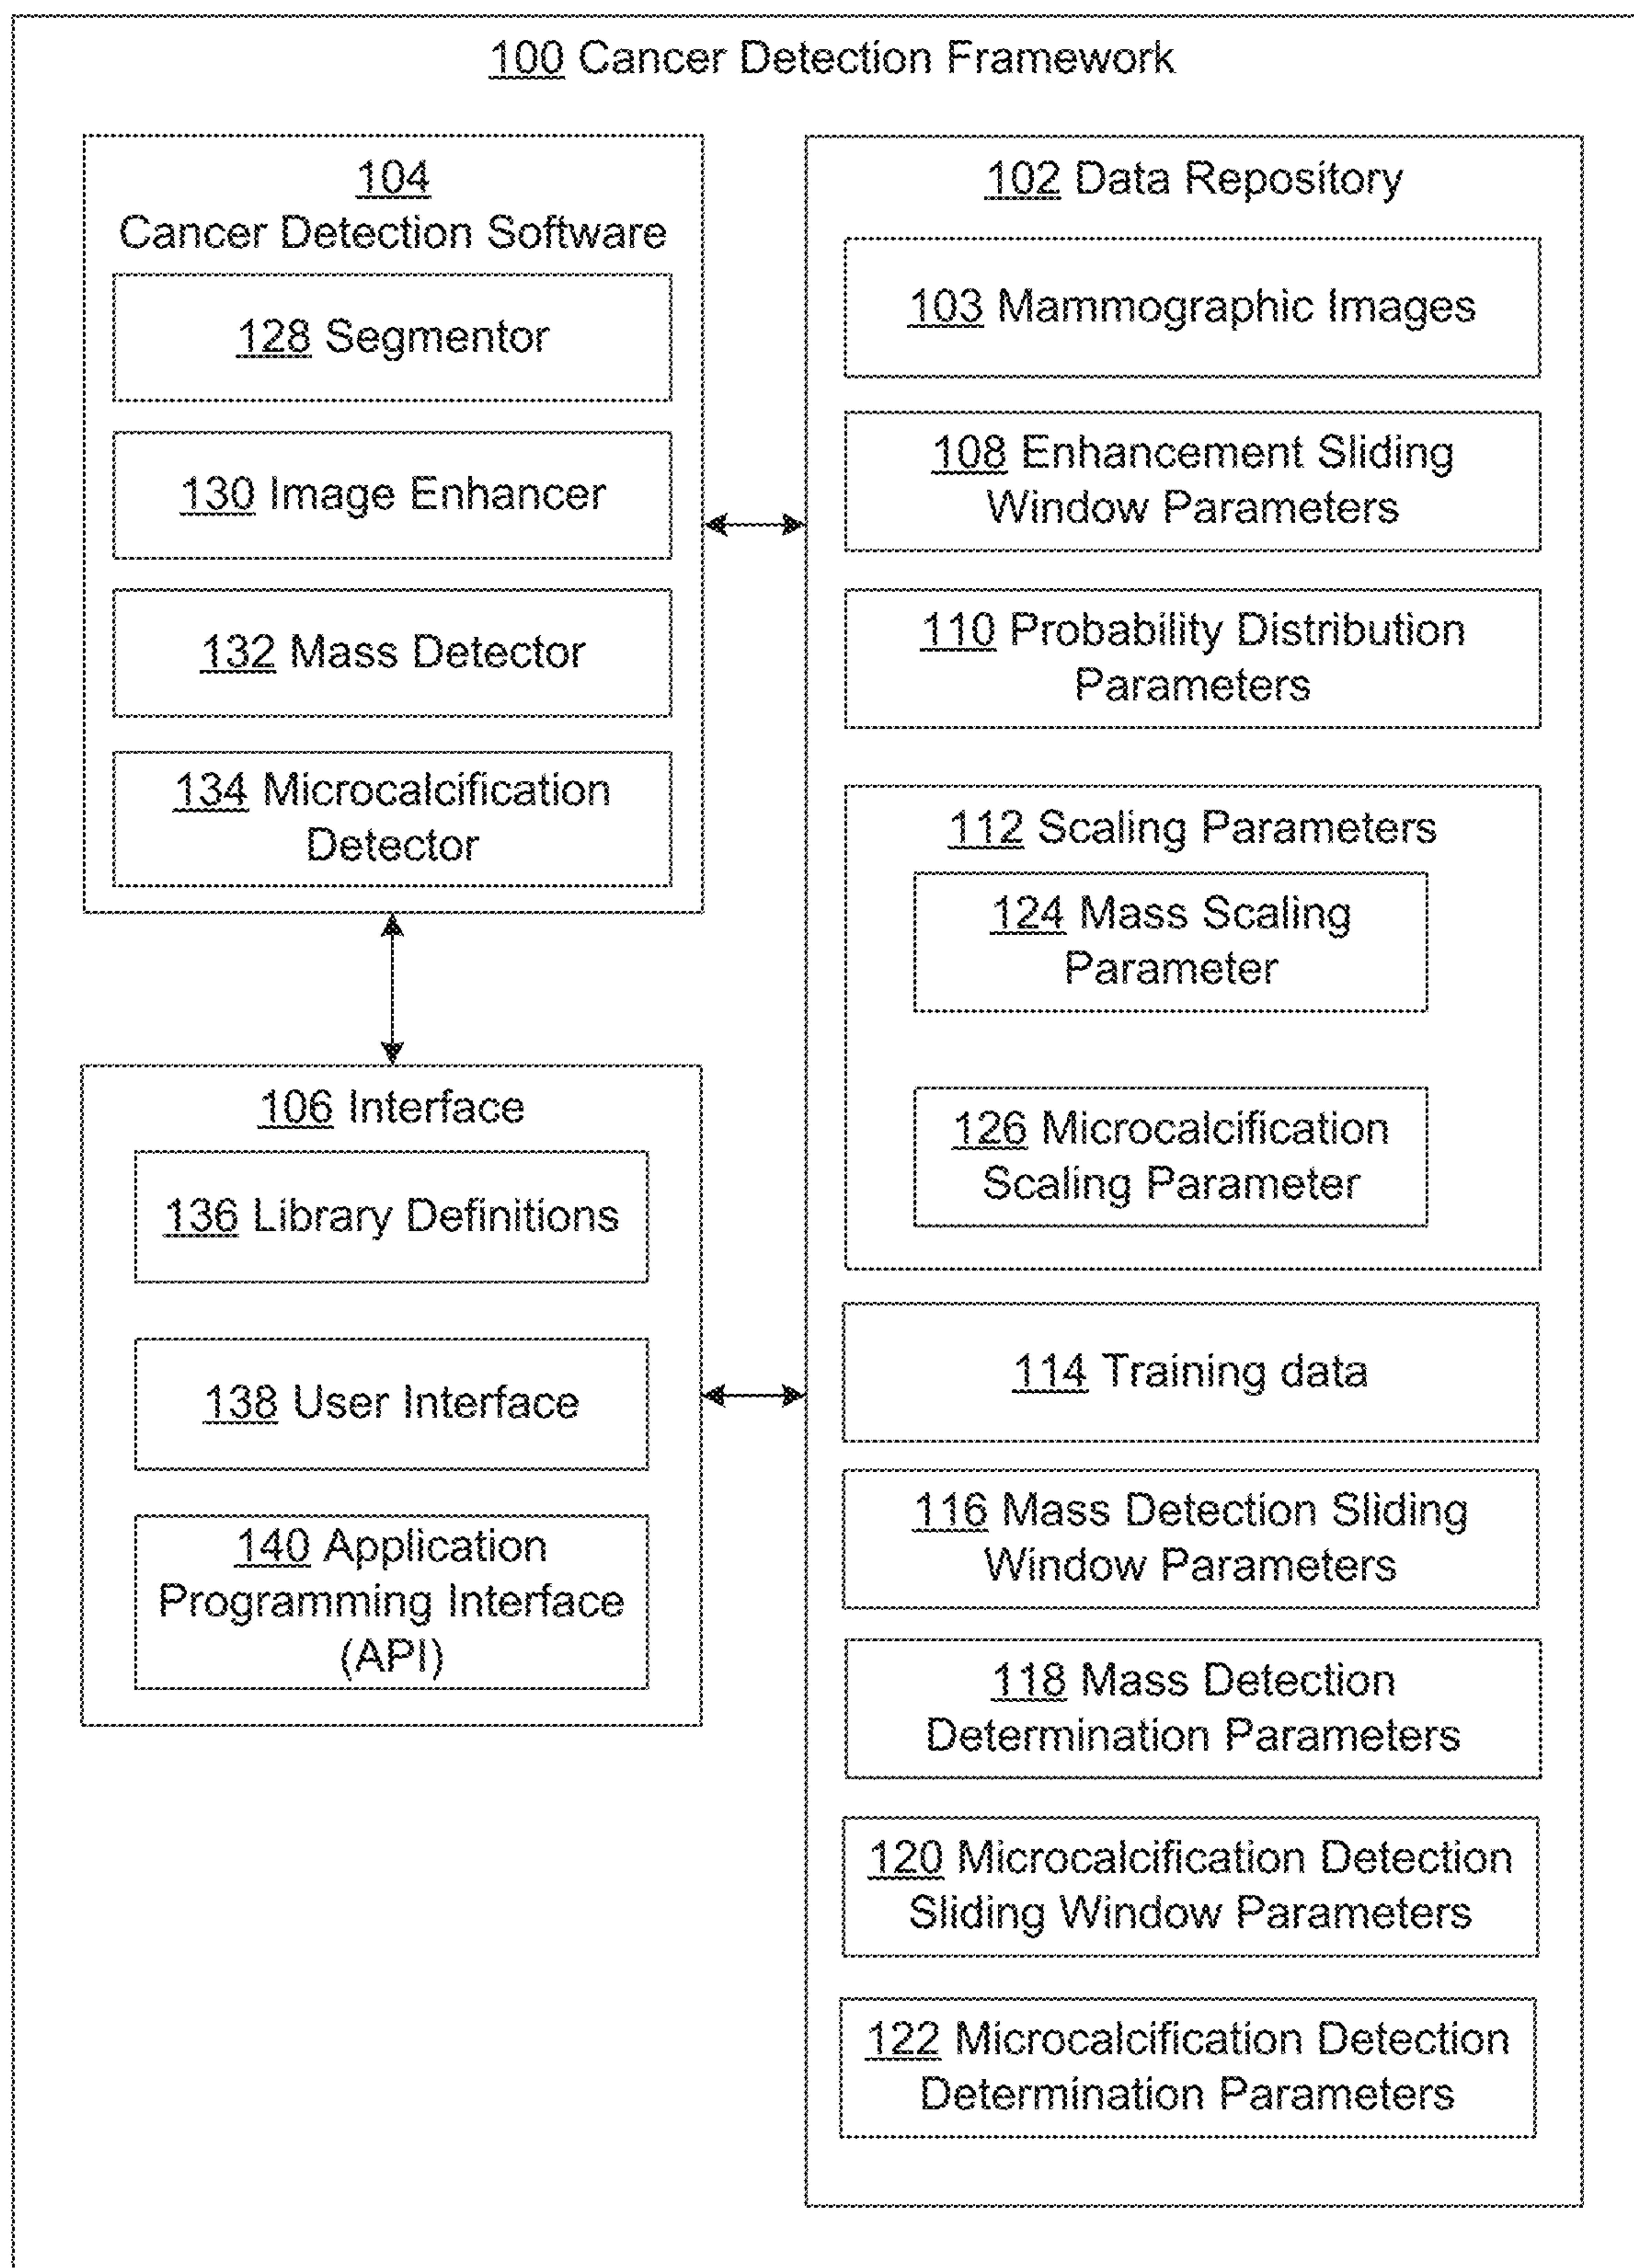 100 Cancer Detection Framework
104
Cancer Detection Software
128 Segmentor
130 Image Enhancer
132 Mass Detector
134 Microcalcification
Detector
106 Interface
136 Library Definitions
138 User Interface
140 Application
Programming Interface
(API)
102 Data Repository
103 Mammographic Images
108 Enhancement Sliding
Window Parameters
110 Probability Distribution
Parameters
112 Scaling Parameters
124 Mass Scaling
Parameter
126 Microcalcification
Scaling Parameter
114 Training data
116 Mass Detection Sliding
Window Parameters
118 Mass Detection
Determination Parameters
120 Microcalcification Detection
Sliding Window Parameters
122 Microcalcification Detection
Determination Parameters